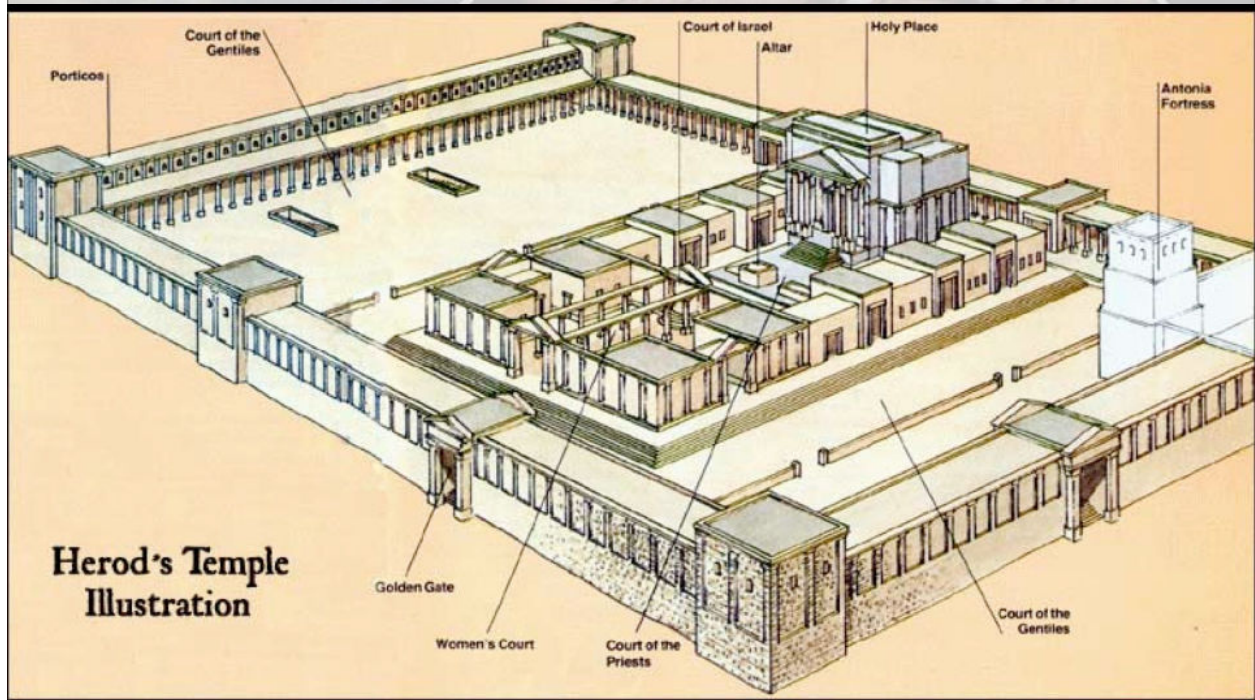 Court of the
Gentiles
Porticos
Court of Israel
Altar
Holy Place
Antonia
Fortress
Herod's Temple
Illustration
Golden Gate
Women's Court
Court of the
Priests
Court of the
Gentiles